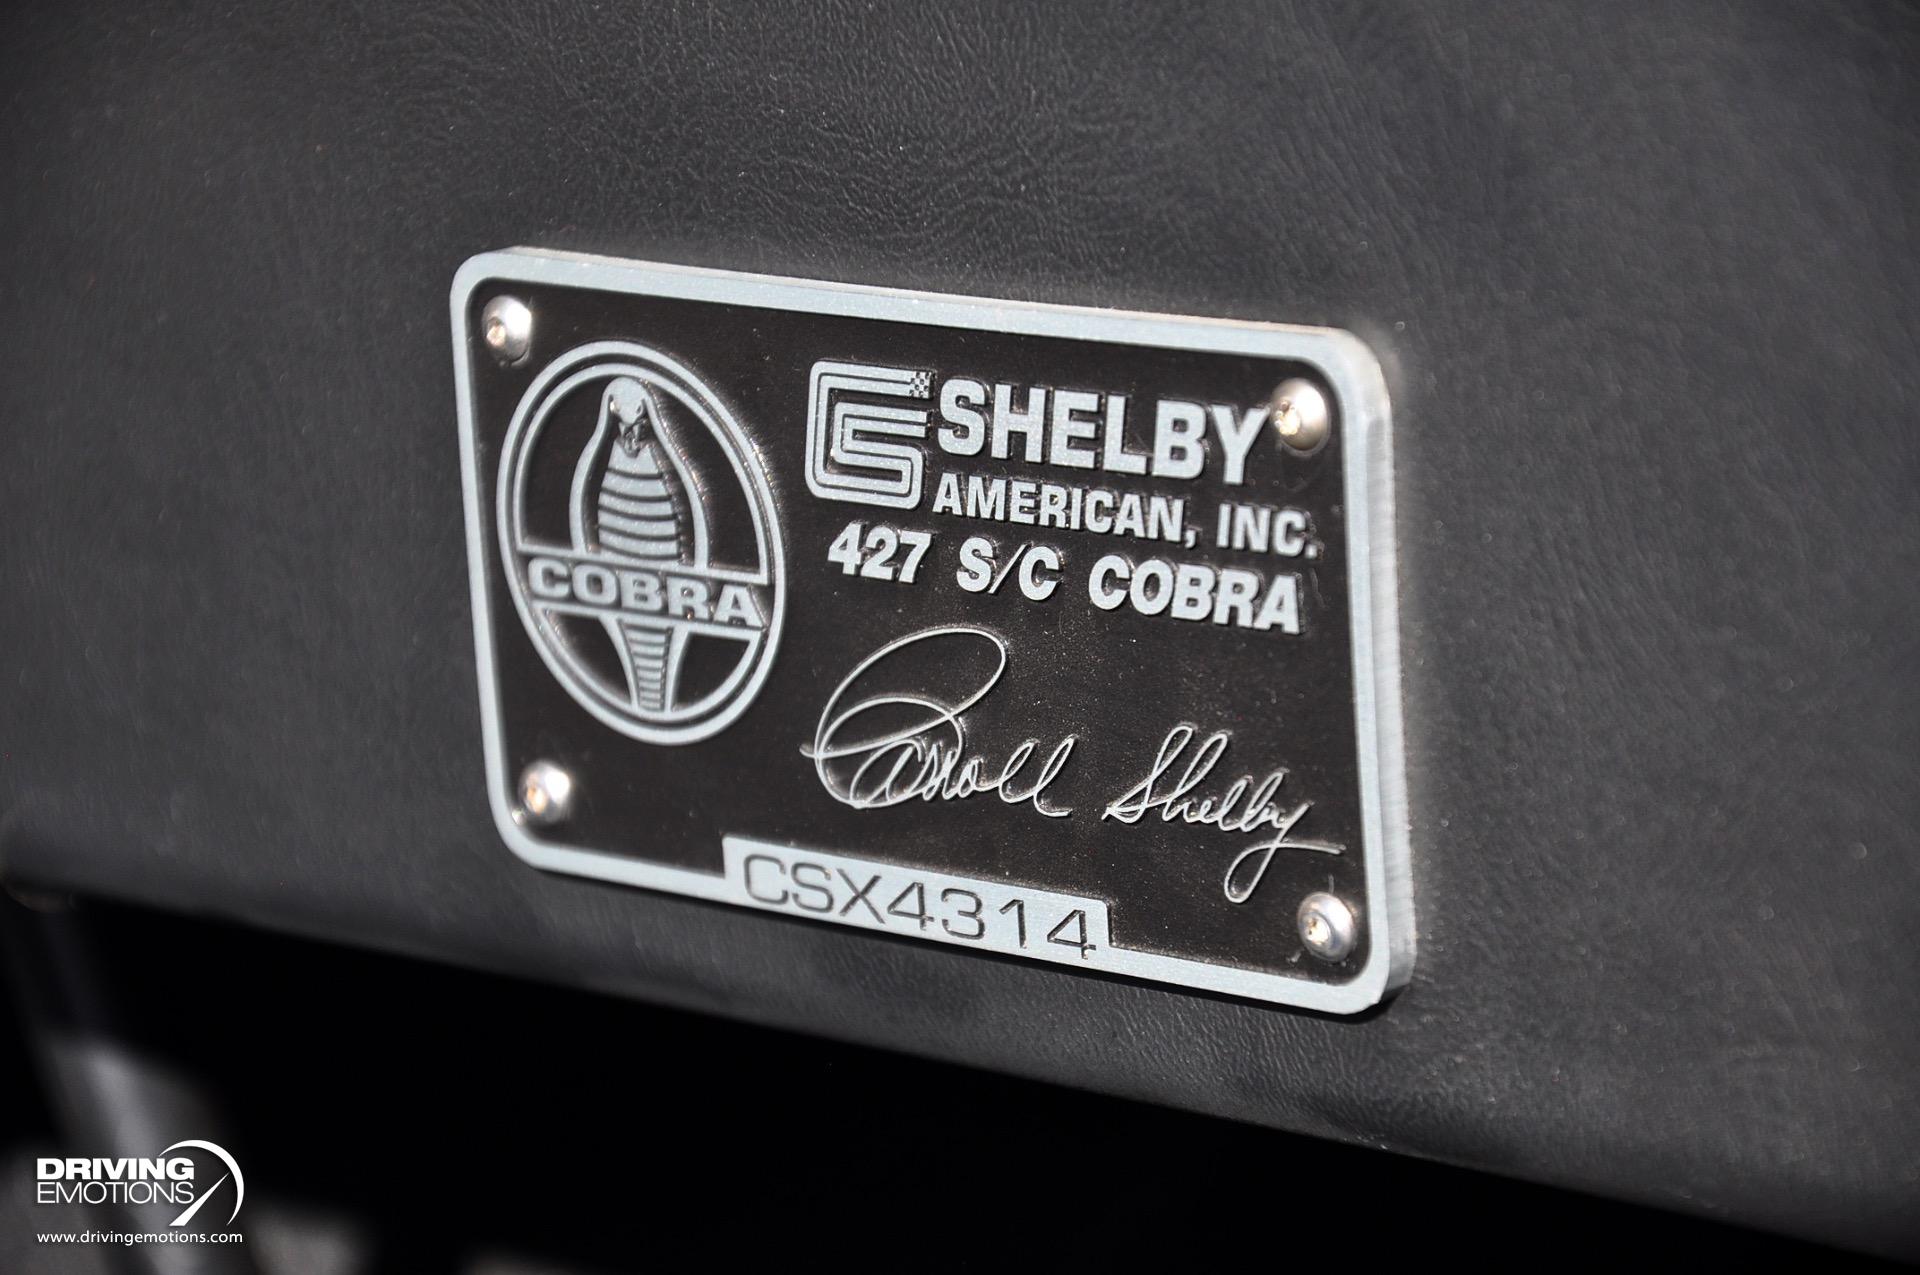 COBRA
SHELBY
AMERICAN, INC.
427 S/C COBRA
Carroll Shelby
CSX4314
DRIVING
EMOTIONS
www.drivingemotions.com